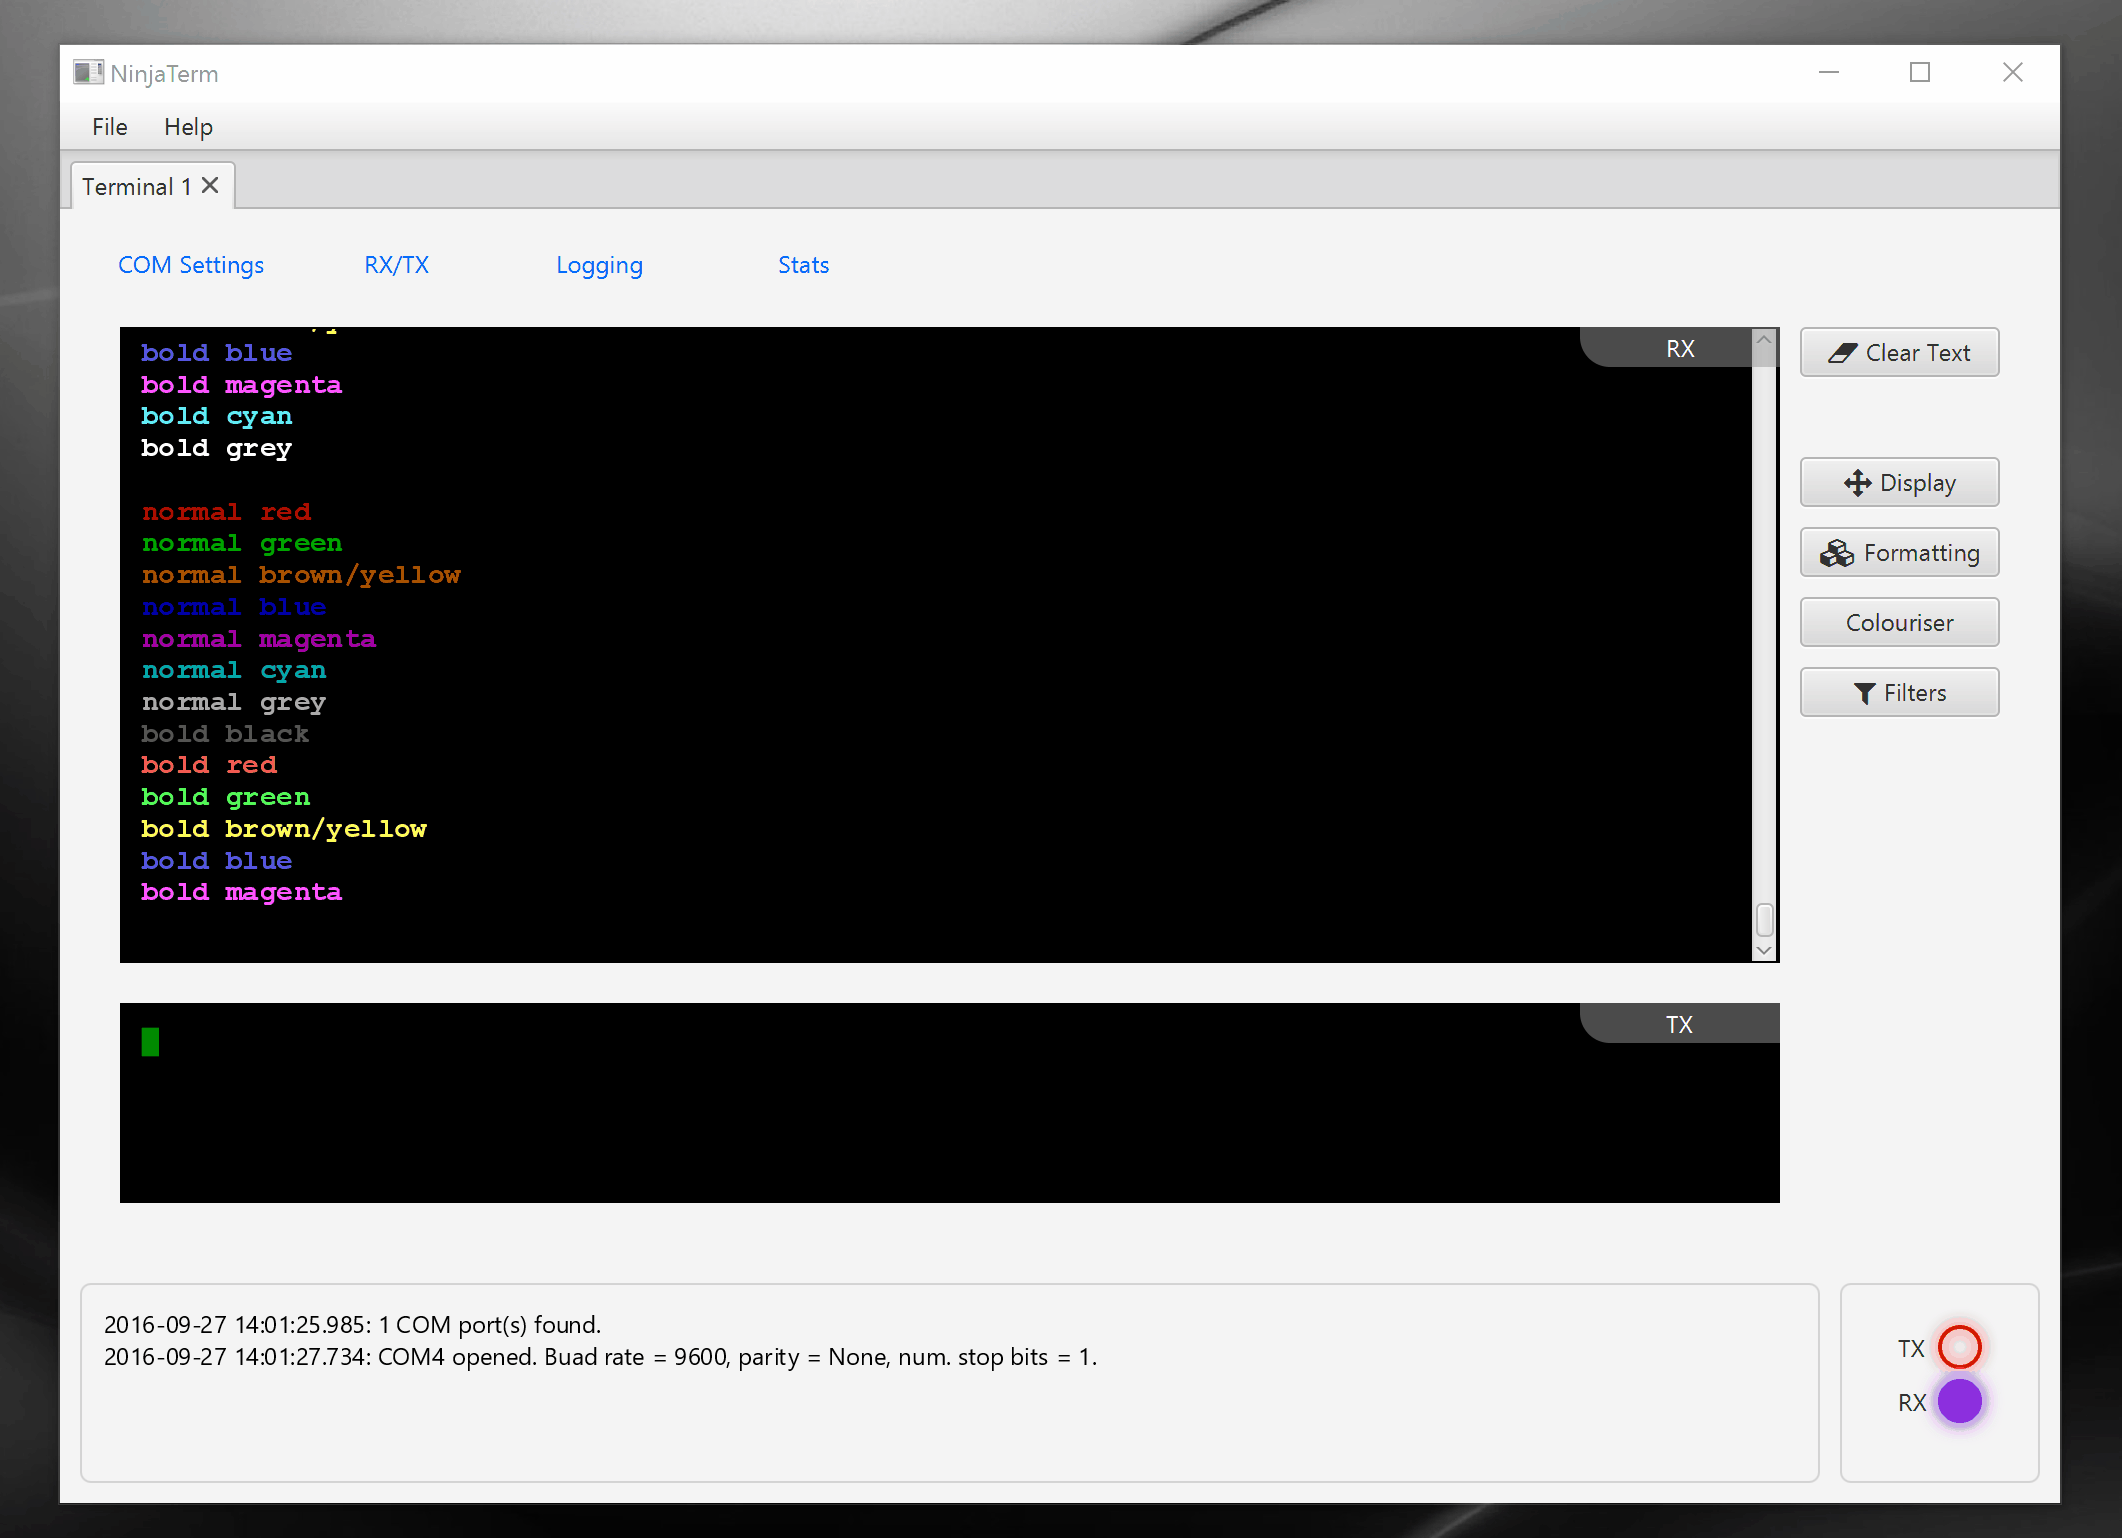 NinjaTerm
File Help
Terminal 1
COM Settings RX/TX Logging Stats
RX
bold blue
bold magenta
bold cyan
bold grey
normal red
normal green
normal brown/yellow
normal blue
normal magenta
normal cyan
normal grey
bold black
bold red
bold green
bold brown/yellow
bold blue
bold magenta
Clear Text
Display
Formatting
Colouriser
Filters
TX
2016-09-27 14:01:25.985: 1 COM port(s) found.
2016-09-27 14:01:27.734: COM4 opened. Buad rate = 9600, parity = None, num. stop bits = 1.
TX
RX